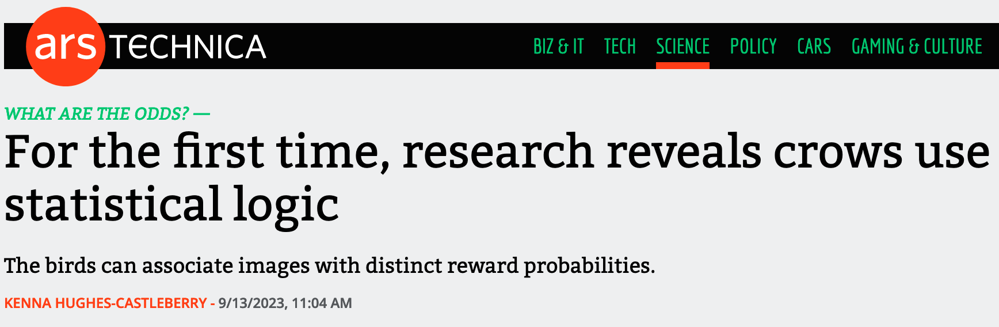 ars TECHNICA
BIZ & IT TECH SCIENCE POLICY CARS GAMING & CULTURE
WHAT ARE THE ODDS? —
For the first time, research reveals crows use
statistical logic
The birds can associate images with distinct reward probabilities.
KENNA HUGHES-CASTLEBERRY - 9/13/2023, 11:04 AM